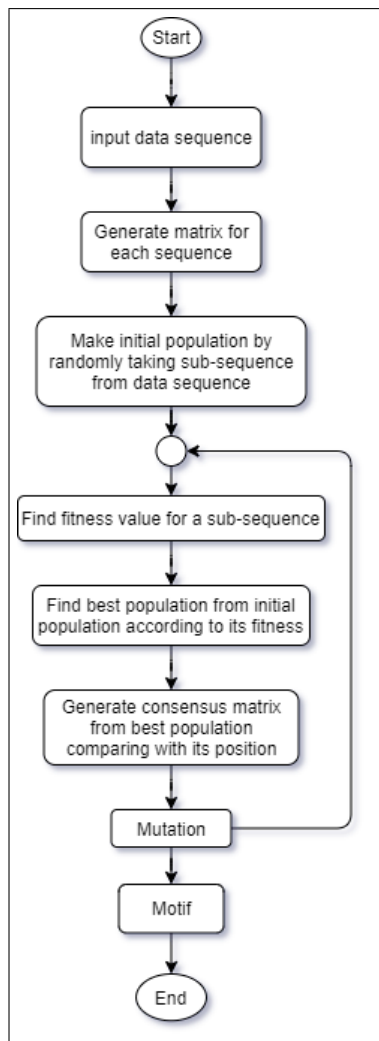 Start
input data sequence
Generate matrix for
each sequence
Make initial population by
randomly taking sub-sequence
from data sequence
Find fitness value for a sub-sequence
Find best population from initial
population according to its fitness
Generate consensus matrix
from best population
comparing with its position
Mutation
Motif
End